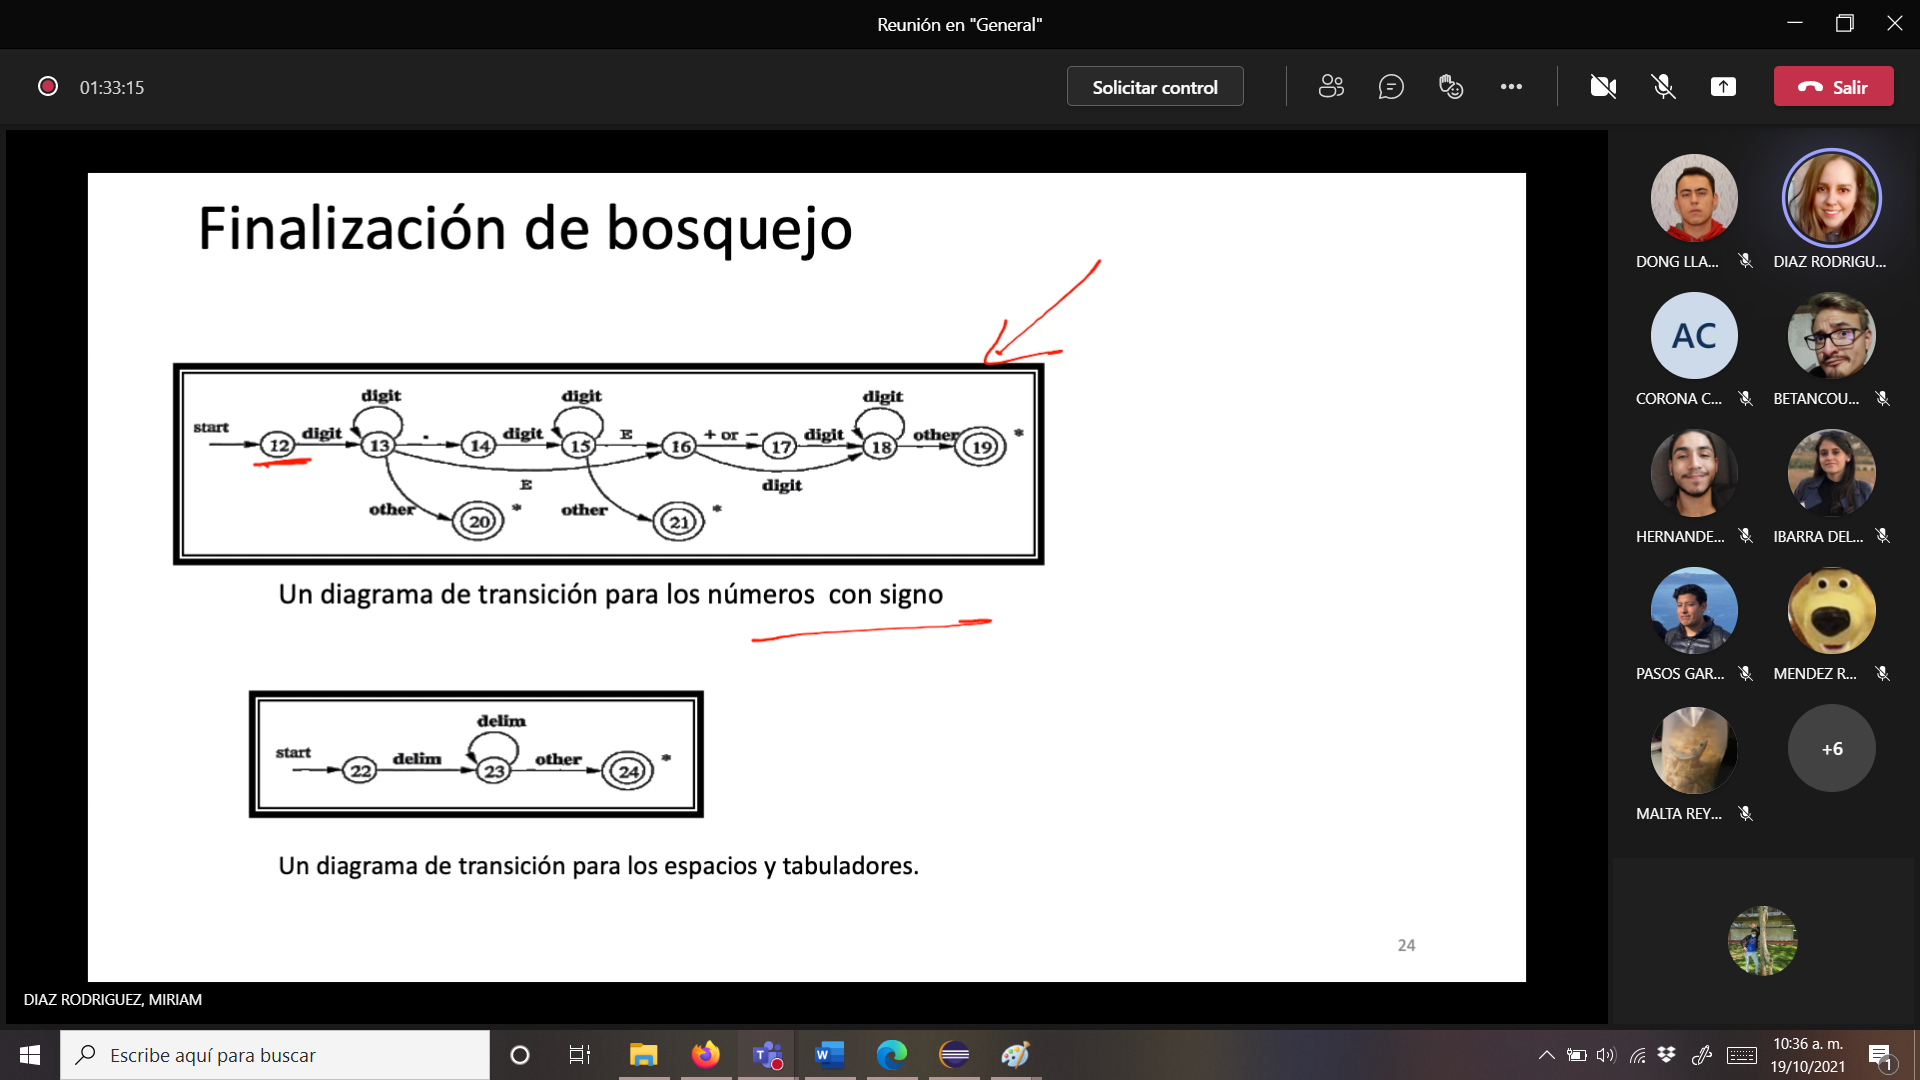 Reunión en "General"
01:33:15
Solicitar control
Salir
Finalización de bosquejo
digit digit digit
start 12 digit 13 . 14 digit 15 E 16 + or − 17 digit 18 other 19 *
E digit
other 20 * other 21 *
Un diagrama de transición para los números con signo
delim
start 22 delim 23 other 24 *
Un diagrama de transición para los espacios y tabuladores.
24
DIAZ RODRIGUEZ, MIRIAM
DONG LLA... DIAZ RODRIGU...
AC
CORONA C... BETANCOU...
HERNANDE... IBARRA DEL...
PASOS GAR... MENDEZ R...
+6
MALTA REY...
Escribe aquí para buscar
10:36 a. m.
19/10/2021
1